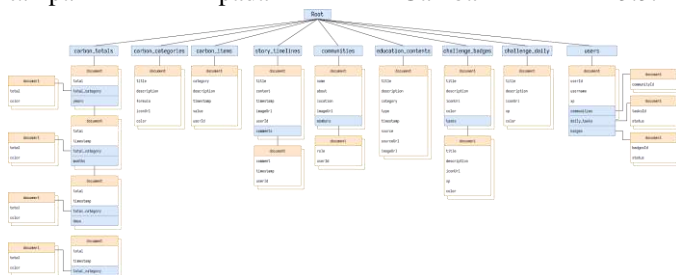 pada
Root
carbon_totals
carbon_categories
carbon_items
story_timelines
communities
education_contents
challenge_badges
challenge_daily
users
document
total
color
document
total
total_category
years
document
title
description
iconUrl
color
document
category
description
timestamp
value
userId
document
title
content
timestamp
imageUrl
userId
comments
document
name
about
location
imageUrl
members
document
title
description
category
type
timestamp
source
sourceUrl
imageUrl
document
title
description
iconUrl
color
tasks
document
title
description
iconUrl
xp
color
document
userId
username
xp
communities
daily_tasks
badges
document
communityId
document
taskId
status
document
badgesId
status
document
total
color
document
total
timestamp
total_category
months
document
comment
timestamp
userId
document
role
userId
document
title
description
iconUrl
xp
color
document
total
color
document
total
timestamp
total_category
days
document
total
color
document
total
timestamp
total_category